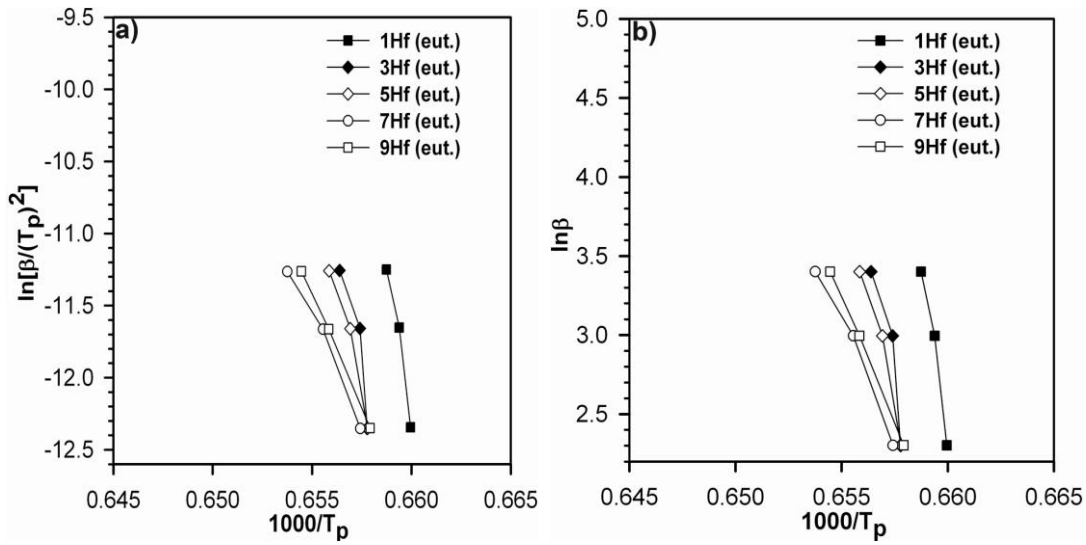 a)
1Hf (eut.)
3Hf (eut.)
5Hf (eut.)
7Hf (eut.)
9Hf (eut.)
-9.5
-10.0
-10.5
-11.0
-11.5
-12.0
-12.5
ln[β/(Tp)²]
0.645 0.650 0.655 0.660 0.665
1000/Tp
b)
1Hf (eut.)
3Hf (eut.)
5Hf (eut.)
7Hf (eut.)
9Hf (eut.)
5.0
4.5
4.0
3.5
3.0
2.5
lnβ
0.645 0.650 0.655 0.660 0.665
1000/Tp